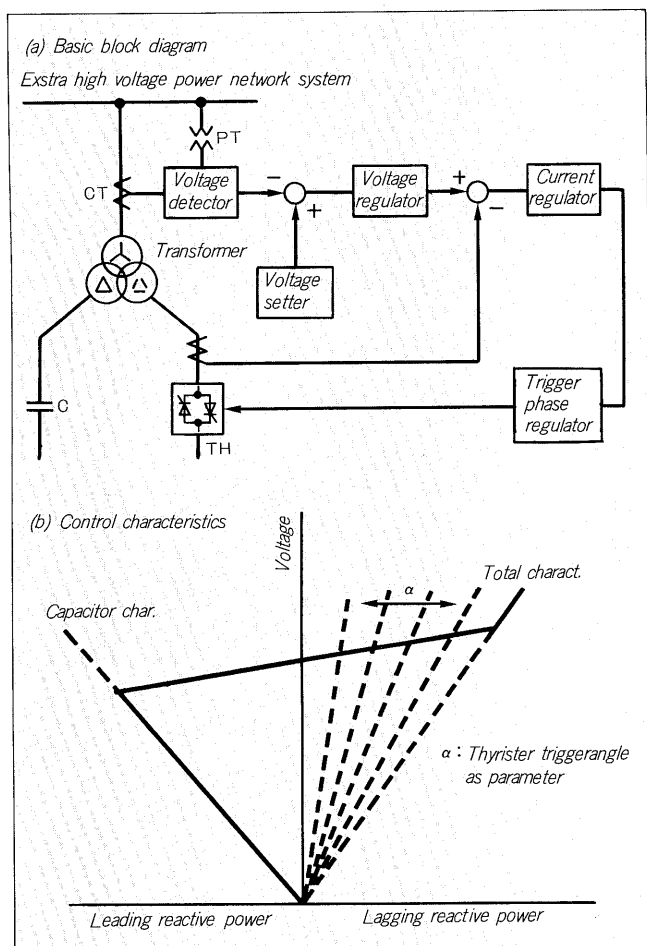 (a) Basic block diagram
Exstra high voltage power network system
PT
CT
Voltage
detector
−
+
Voltage
regulator
+
−
Current
regulator
Transformer
Voltage
setter
C
TH
Trigger
phase
regulator
(b) Control characteristics
Voltage
Total charact.
α
Capacitor char.
α : Thyrister triggerangle
as parameter
Leading reactive power
Lagging reactive power